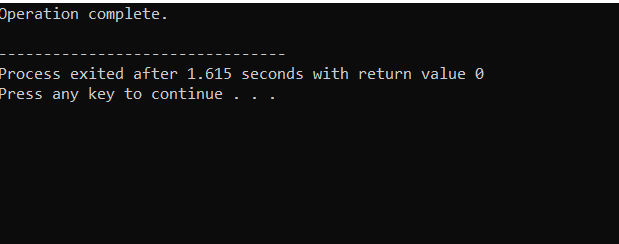 Operation complete.
--------------------------------
Process exited after 1.615 seconds with return value 0
Press any key to continue . . .